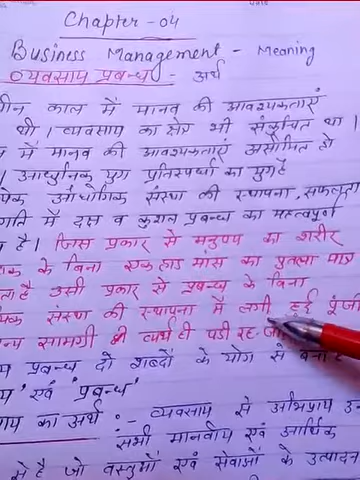 Chapter - 04
Business Management - Meaning
व्यवसाय प्रबन्ध - अर्थ
काल में मानव की आवश्यकताएं
थी । व्यवसाय का क्षेत्र भी संकुचित था ।
में मानव की आवश्यकताएं असीमित हो
। आधुनिक युग प्रतिस्पर्धा का युग है
औधोगिक संस्था की स्थापना, सफलता
में दक्ष व कुशल प्रबन्ध का महत्वपूर्ण
है । जिस प्रकार से मनुष्य का शरीर
के बिना एक हाड मांस का पुतला मात्र
है उसी प्रकार से प्रबन्ध के बिना
संस्था की स्थापना में लगी हुई पूंजी
सामग्री भी व्यर्थ ही पडी रह
प्रबन्ध दो शब्दों के योग से बना है
एवं 'प्रबन्ध'
का अर्थ :- व्यवसाय से अभिप्राय उन
सभी मानवीय एवं आर्थिक
से है जो वस्तुओं एवं सेवाओं के उत्पादन